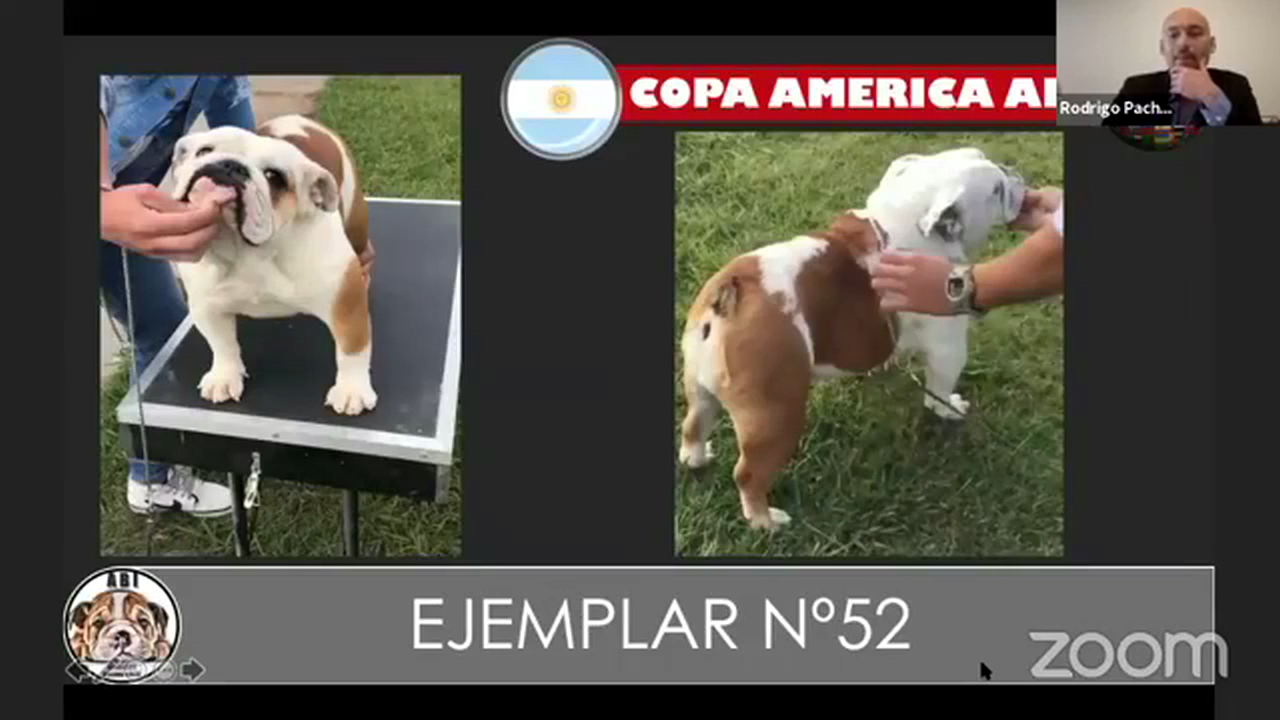 COPA AMERICA
Rodrigo Pach...
ABI
EJEMPLAR Nº52
zoom